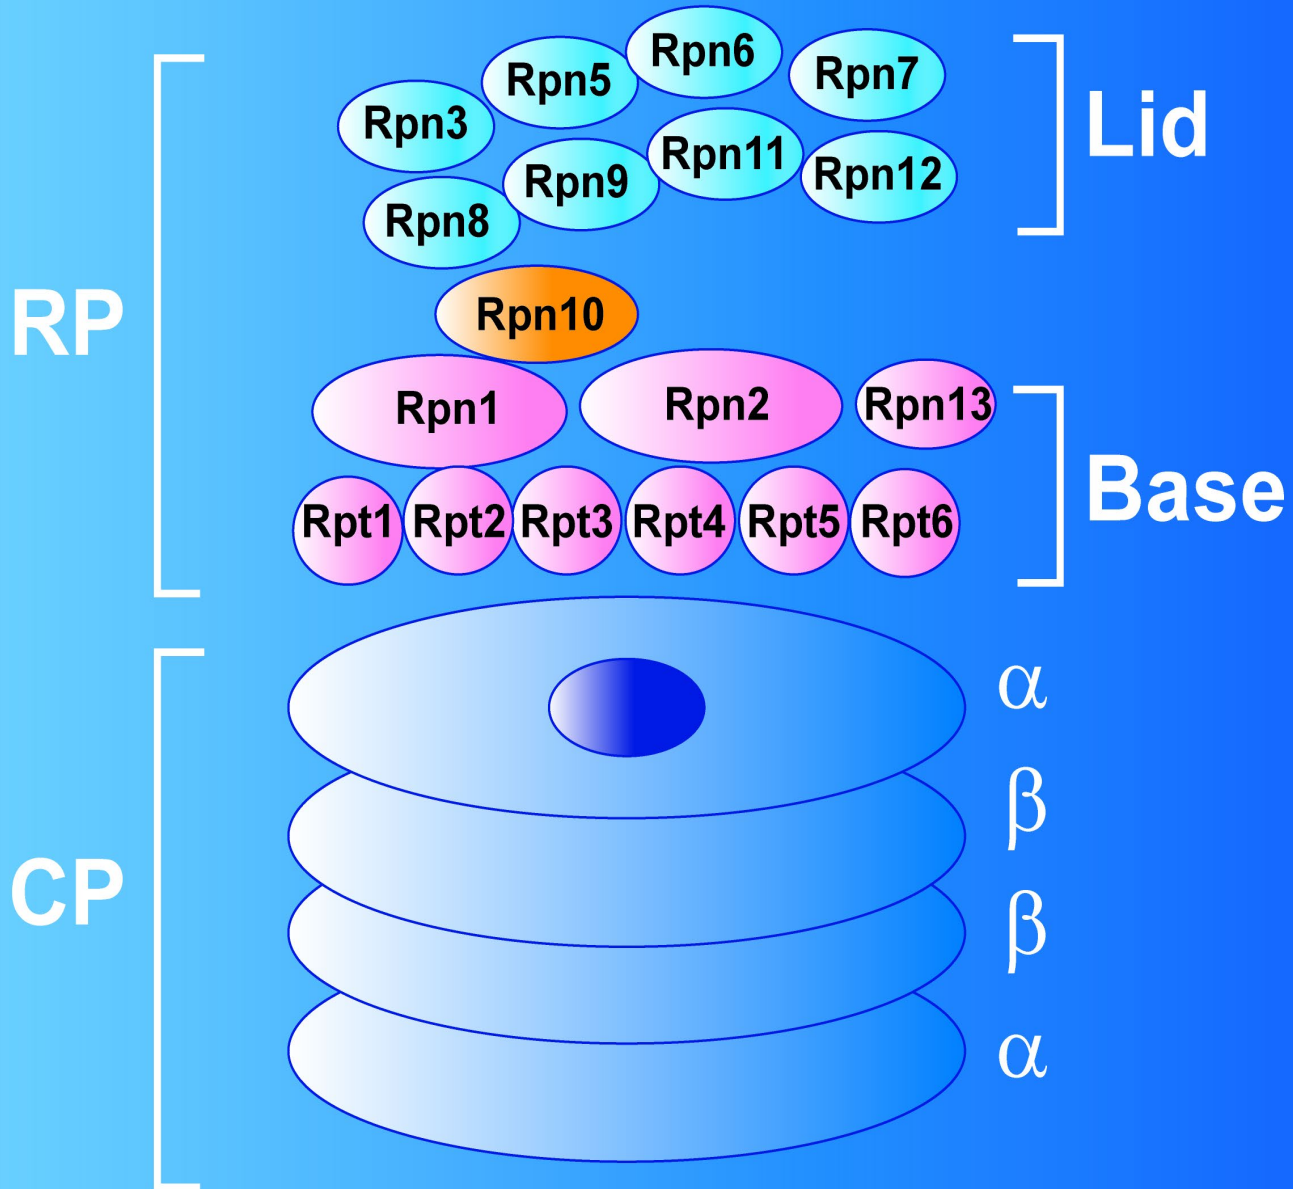 Rpn6
Rpn5
Rpn7
Rpn3
Rpn11
Rpn9
Rpn12
Rpn8
Lid
RP
Rpn10
Rpn1
Rpn2
Rpn13
Base
Rpt1
Rpt2
Rpt3
Rpt4
Rpt5
Rpt6
α
β
CP
β
α